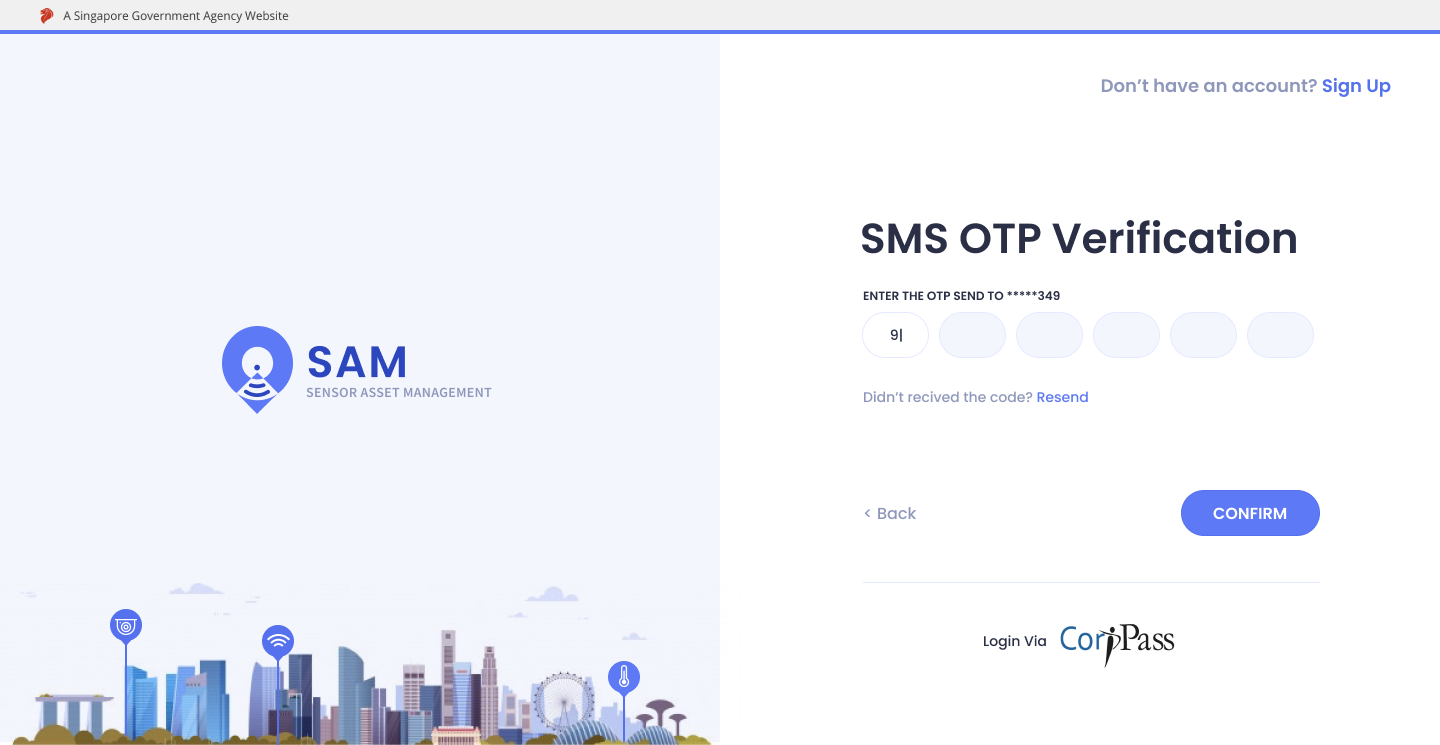 A Singapore Government Agency Website
Don’t have an account? Sign Up
SMS OTP Verification
ENTER THE OTP SEND TO *****349
9|
Didn’t recived the code? Resend
< Back
CONFIRM
Login Via CorpPass
SAM
SENSOR ASSET MANAGEMENT